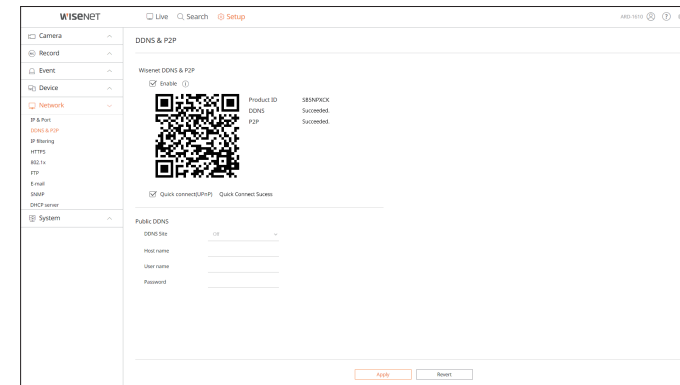 WISENET
Live Search Setup
ARD-1610
Camera
Record
Event
Device
Network
IP & Port
DDNS & P2P
IP filtering
HTTPS
802.1x
FTP
E-mail
SNMP
DHCP server
System
DDNS & P2P
Wisenet DDNS & P2P
Enable
Product ID SBSNPXCK
DDNS Succeeded.
P2P Succeeded.
Quick connect(UPnP) Quick Connect Sucess
Public DDNS
DDNS Site Off
Host name
User name
Password
Apply Revert